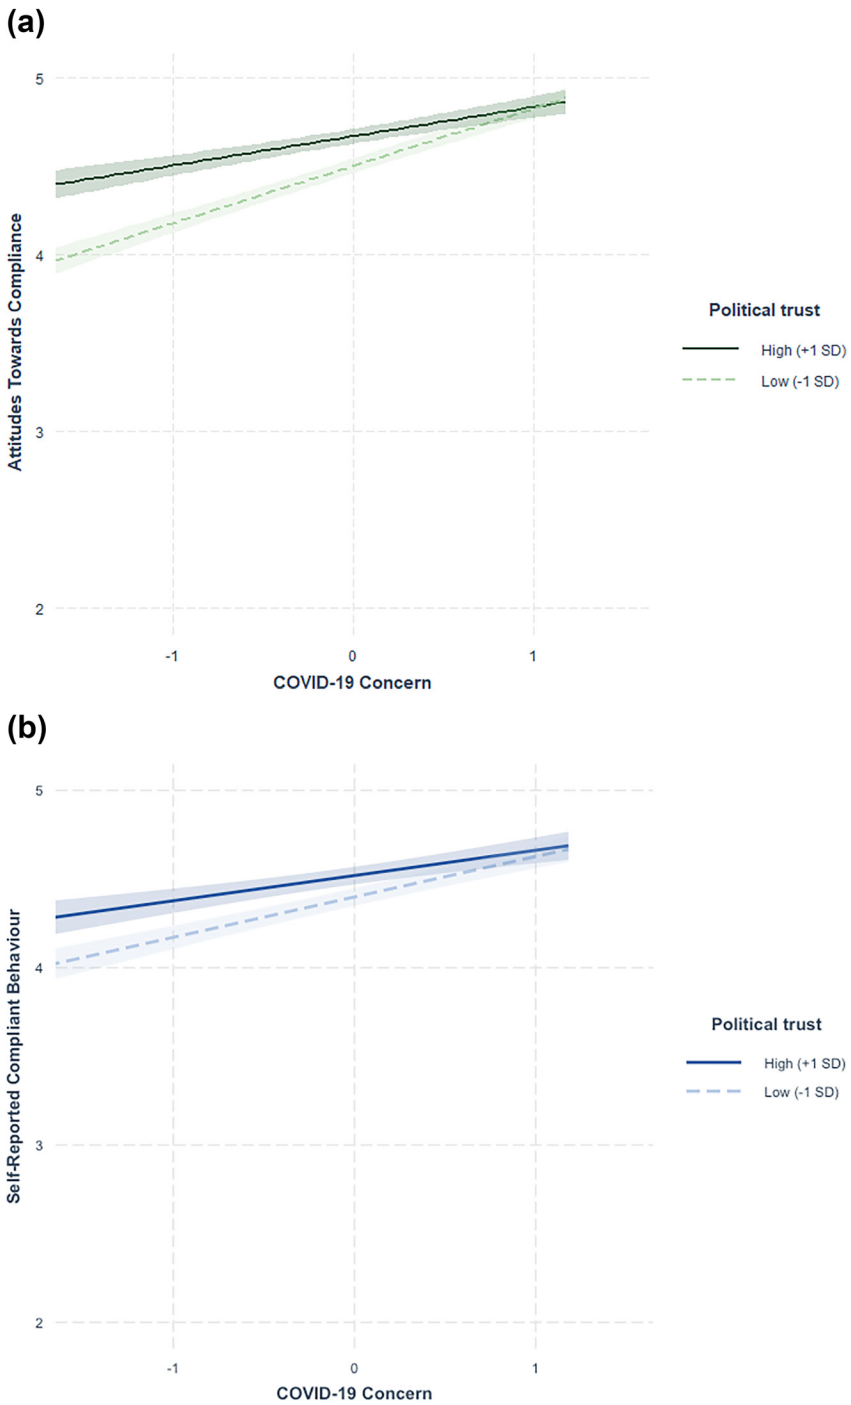 (a)
5
4
3
2
Attitudes Towards Compliance
-1 0 1
COVID-19 Concern
Political trust
High (+1 SD)
Low (-1 SD)
(b)
5
4
3
2
Self-Reported Compliant Behaviour
-1 0 1
COVID-19 Concern
Political trust
High (+1 SD)
Low (-1 SD)